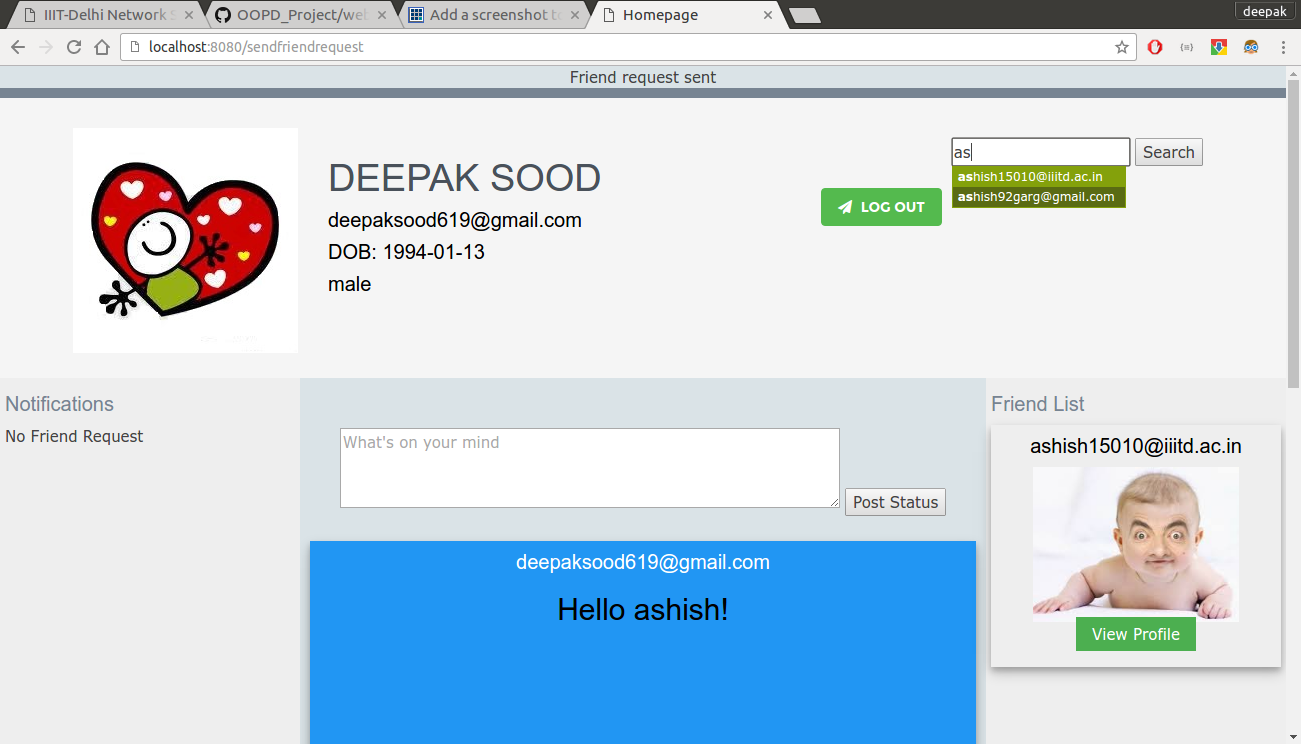 IIIT-Delhi Network S
OOPD_Project/web
Add a screenshot to
Homepage
deepak
localhost:8080/sendfriendrequest
Friend request sent
DEEPAK SOOD
deepaksood619@gmail.com
DOB: 1994-01-13
male
LOG OUT
as
Search
ashish15010@iiitd.ac.in
ashish92garg@gmail.com
Notifications
No Friend Request
What's on your mind
Post Status
deepaksood619@gmail.com
Hello ashish!
Friend List
ashish15010@iiitd.ac.in
View Profile